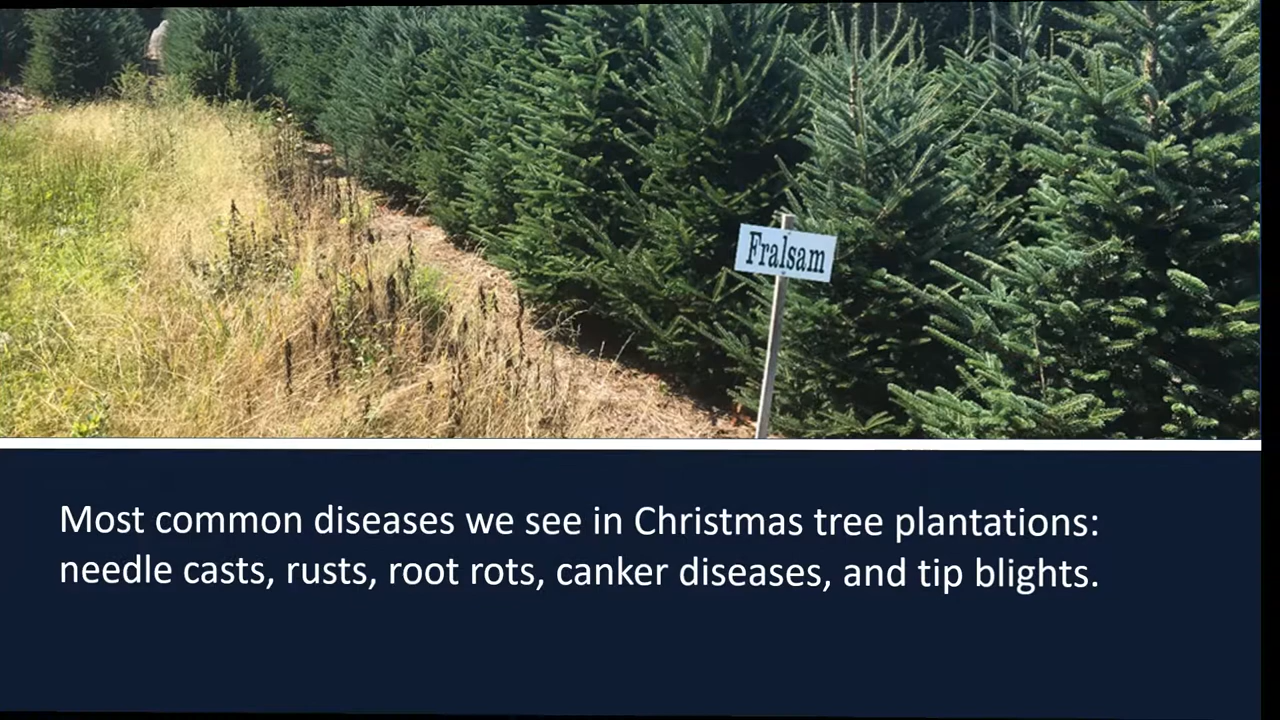 Fralsam
Most common diseases we see in Christmas tree plantations:
needle casts, rusts, root rots, canker diseases, and tip blights.